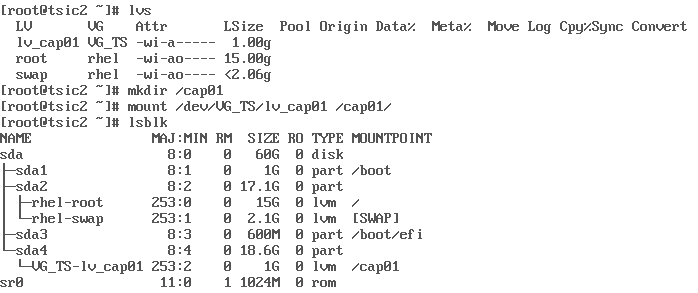 [root@tsic2 ~]# lvs
  LV       VG    Attr       LSize  Pool Origin Data%  Meta%  Move Log Cpy%Sync Convert
  lv_cap01 VG_TS -wi-a-----  1.00g
  root     rhel  -wi-ao---- 15.00g
  swap     rhel  -wi-ao---- <2.06g
[root@tsic2 ~]# mkdir /cap01
[root@tsic2 ~]# mount /dev/VG_TS/lv_cap01 /cap01/
[root@tsic2 ~]# lsblk
NAME               MAJ:MIN RM  SIZE RO TYPE MOUNTPOINT
sda                  8:0    0   60G  0 disk
├─sda1               8:1    0    1G  0 part /boot
├─sda2               8:2    0 17.1G  0 part
│ ├─rhel-root      253:0    0   15G  0 lvm  /
│ └─rhel-swap      253:1    0  2.1G  0 lvm  [SWAP]
├─sda3               8:3    0  600M  0 part /boot/efi
└─sda4               8:4    0 18.6G  0 part
  └─VG_TS-lv_cap01 253:2    0    1G  0 lvm  /cap01
sr0                 11:0    1 1024M  0 rom